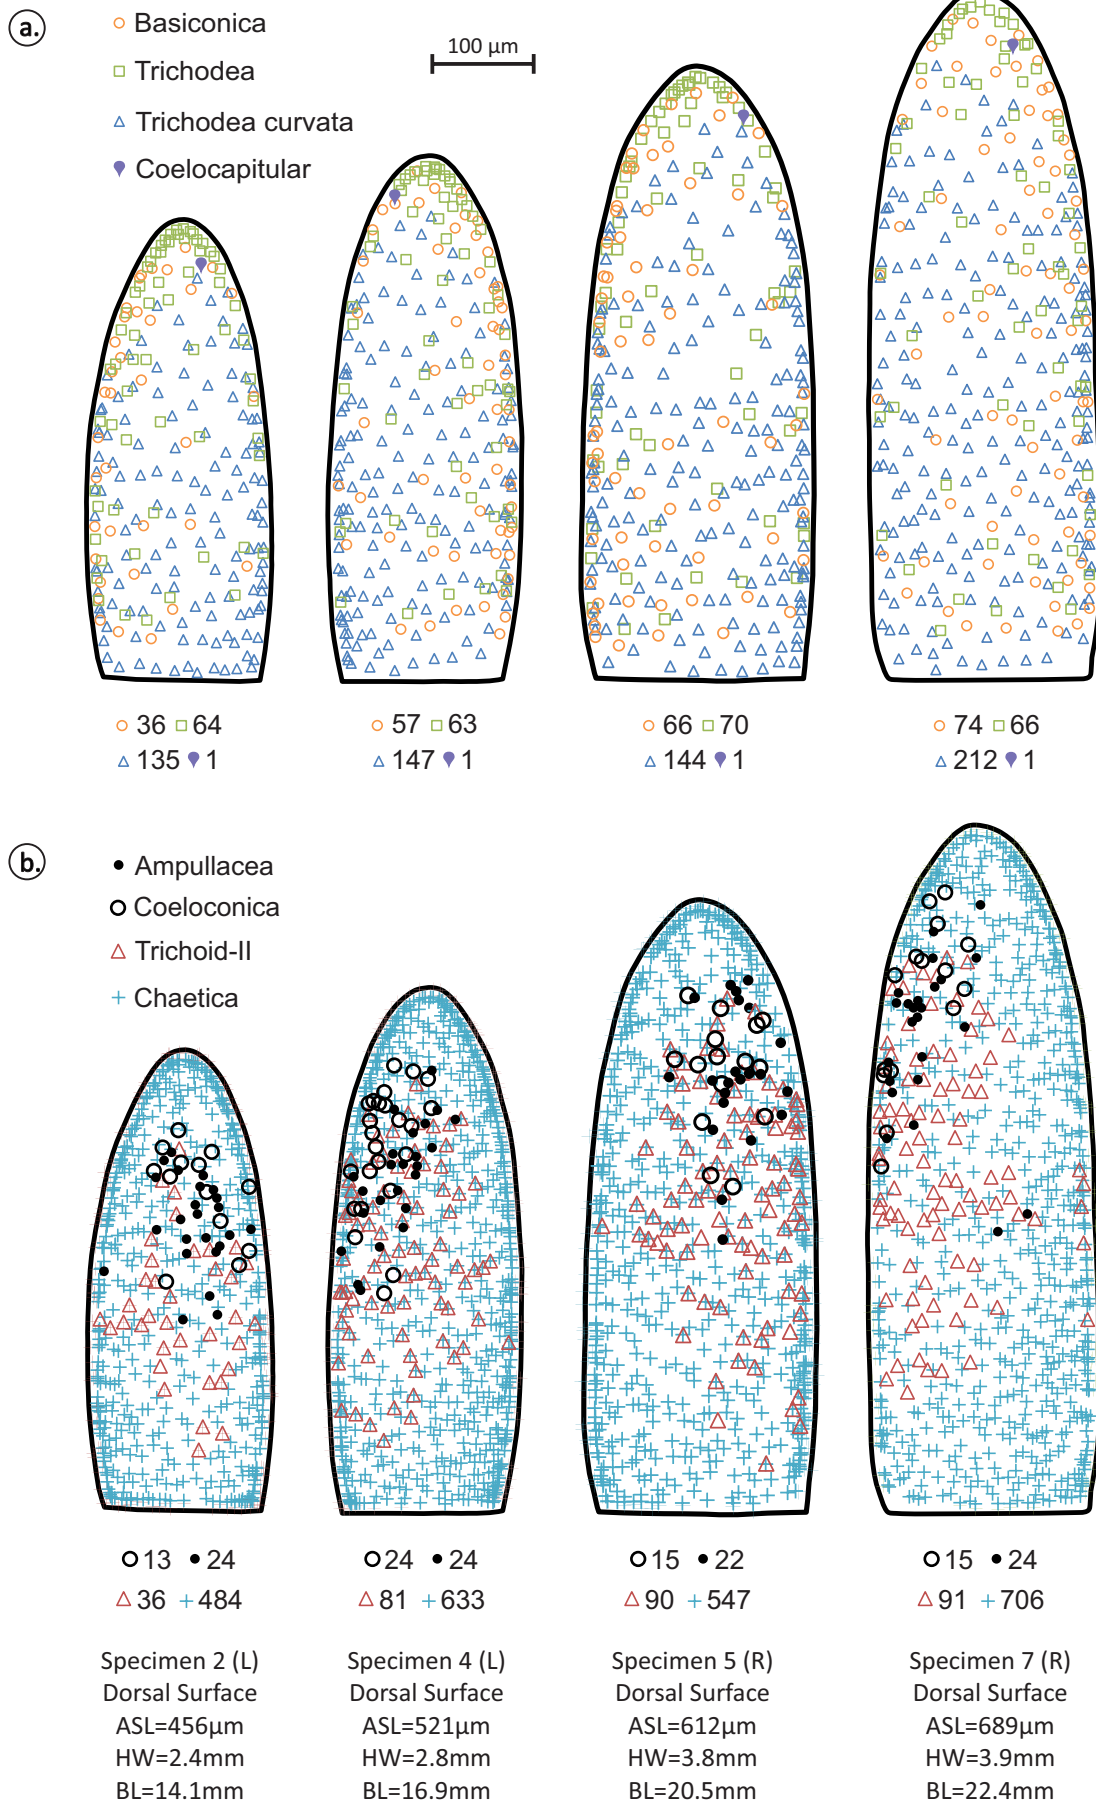 a.
Basiconica
Trichodea
Trichodea curvata
Coelocapitular
100 µm
36 64
135 1
57 63
147 1
66 70
144 1
74 66
212 1
b.
Ampullacea
Coeloconica
Trichoid-II
Chaetica
13 24
36 484
24 24
81 633
15 22
90 547
15 24
91 706
Specimen 2 (L)
Dorsal Surface
ASL=456µm
HW=2.4mm
BL=14.1mm
Specimen 4 (L)
Dorsal Surface
ASL=521µm
HW=2.8mm
BL=16.9mm
Specimen 5 (R)
Dorsal Surface
ASL=612µm
HW=3.8mm
BL=20.5mm
Specimen 7 (R)
Dorsal Surface
ASL=689µm
HW=3.9mm
BL=22.4mm